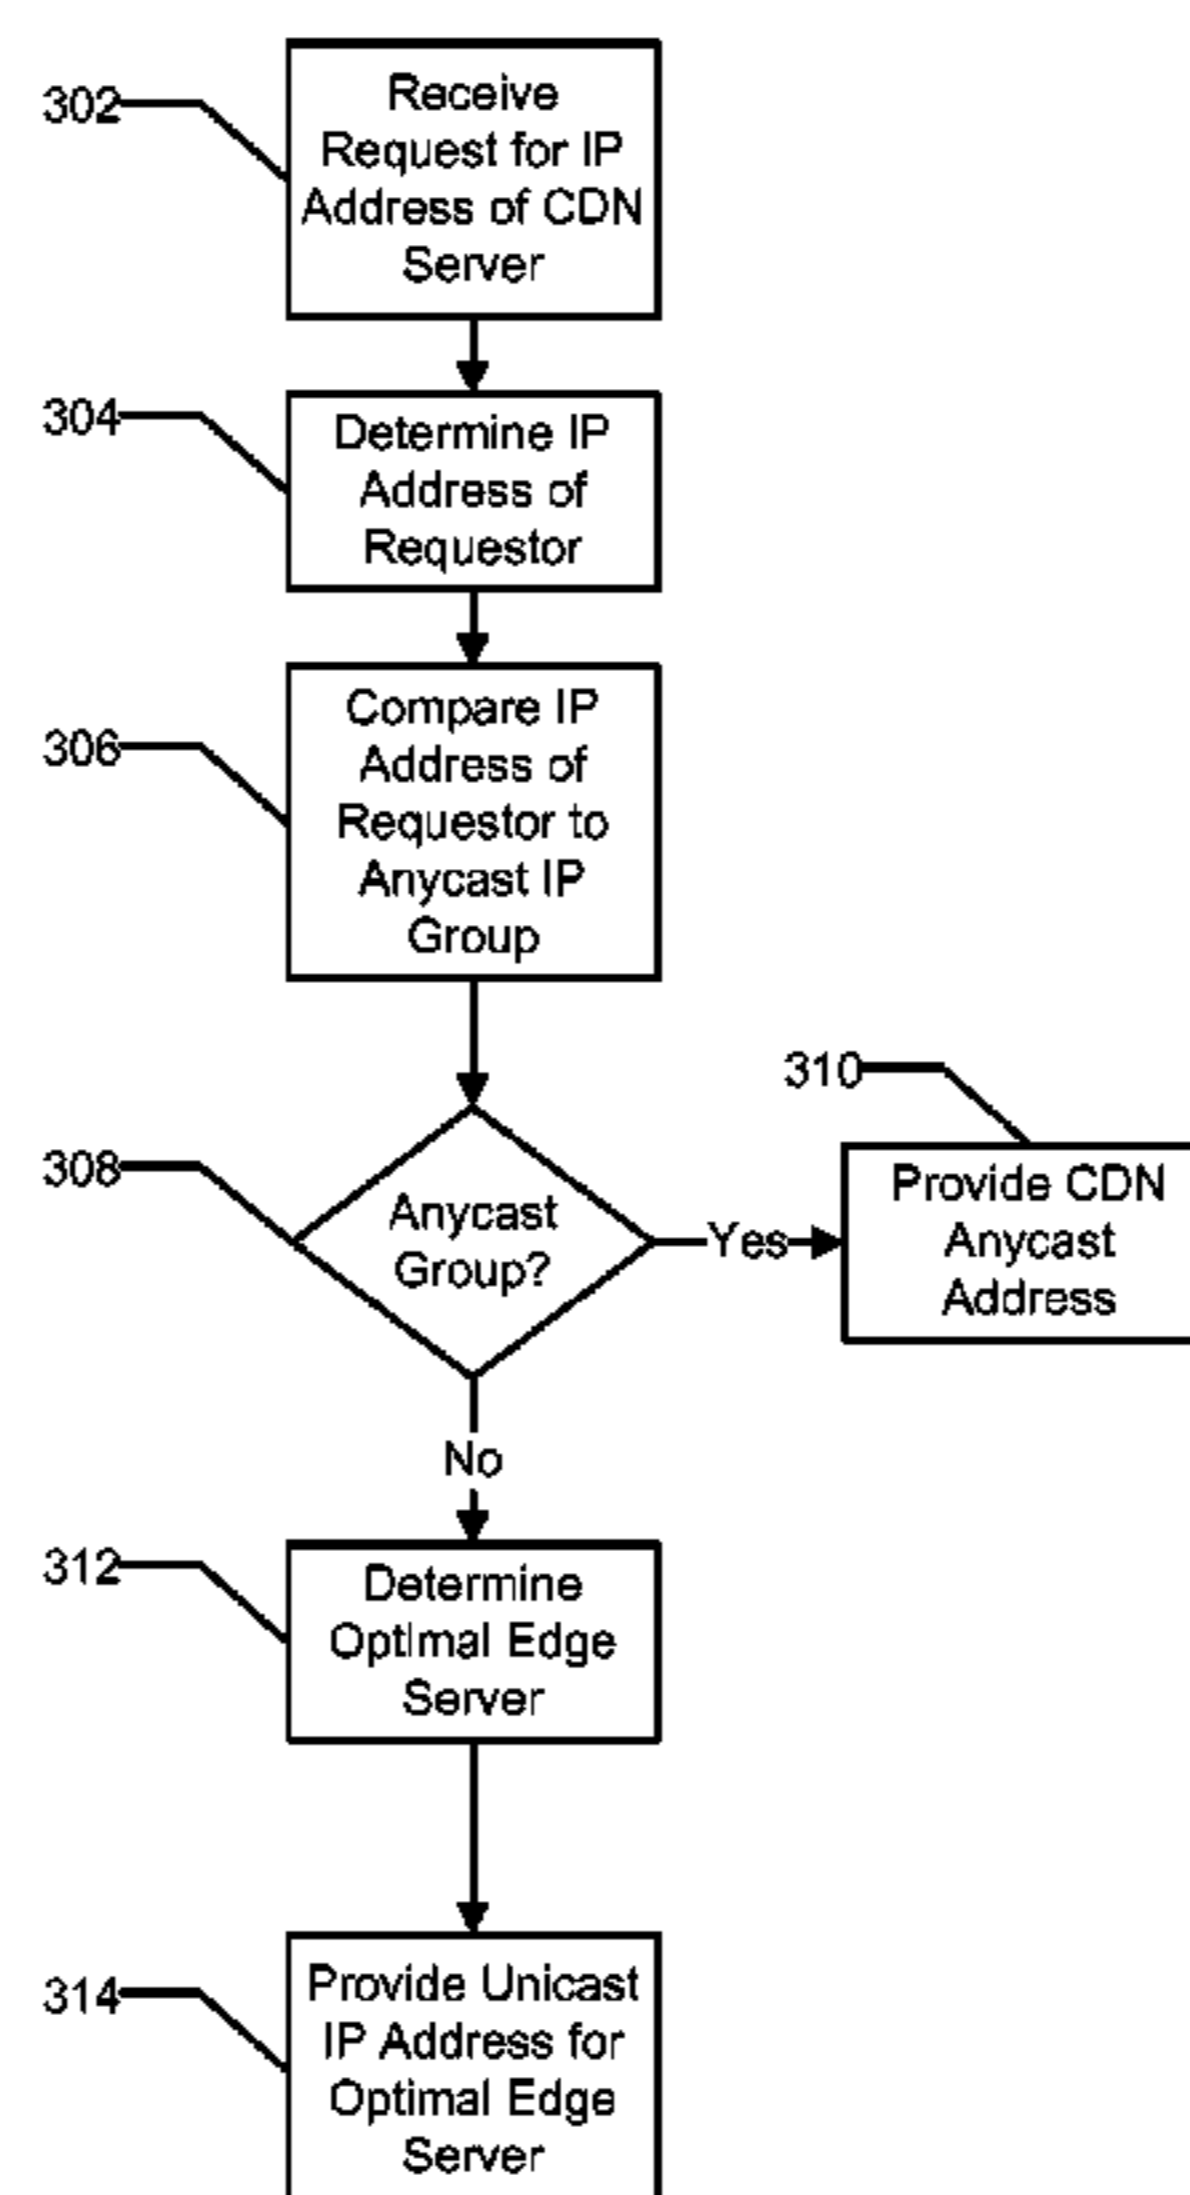 302
Receive
Request for IP
Address of CDN
Server
304
Determine IP
Address of
Requestor
306
Compare IP
Address of
Requestor to
Anycast IP
Group
308
Anycast
Group?
Yes
310
Provide CDN
Anycast
Address
No
312
Determine
Optimal Edge
Server
314
Provide Unicast
IP Address for
Optimal Edge
Server